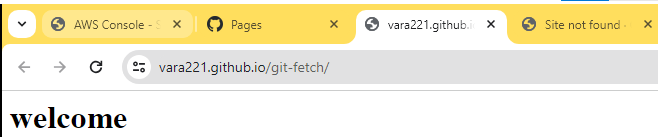 AWS Console - S
Pages
vara221.github.i
Site not found ·
vara221.github.io/git-fetch/
welcome